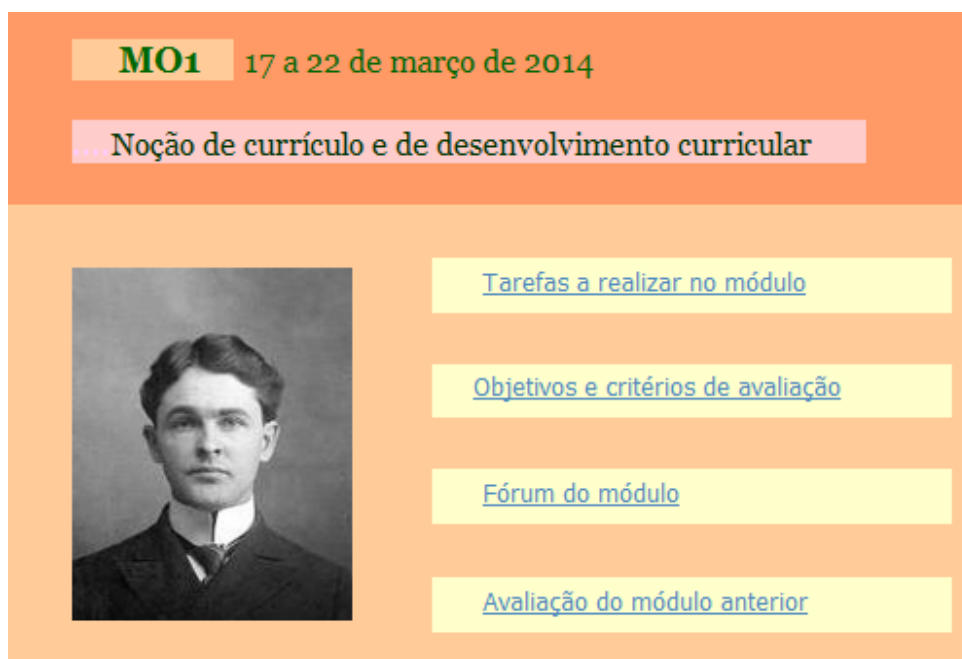 MO1 17 a 22 de março de 2014
....Noção de currículo e de desenvolvimento curricular
Tarefas a realizar no módulo
Objetivos e critérios de avaliação
Fórum do módulo
Avaliação do módulo anterior